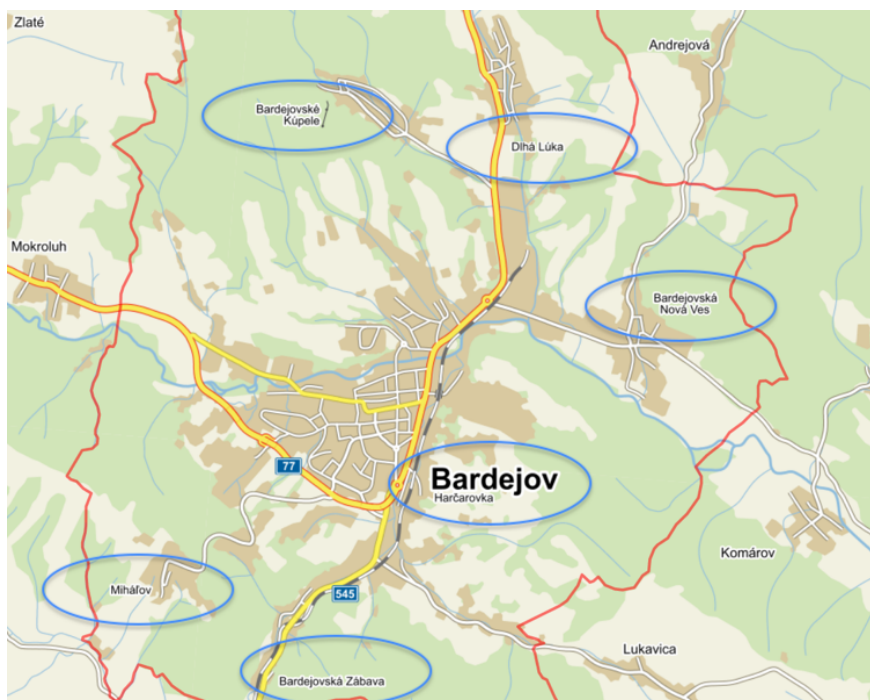 Zlaté
Andrejová
Bardejovské
Kúpele
Dlhá Lúka
Mokroluh
Bardejovská
Nová Ves
77
Bardejov
Harčarovka
Komárov
Miháľov
545
Lukavica
Bardejovská Zábava